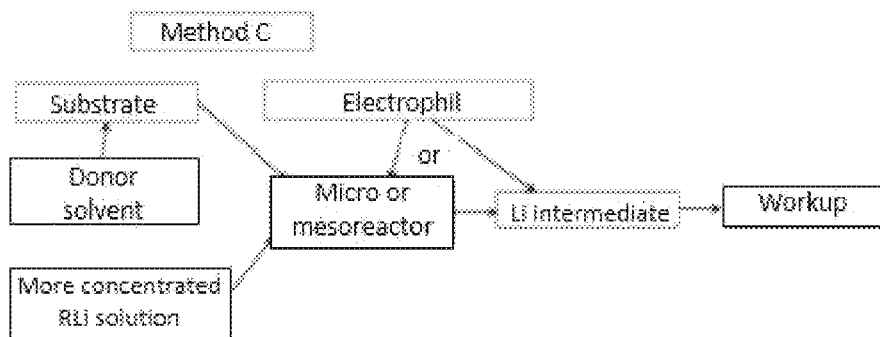 Method C
Substrate
Electrophil
Donor
solvent
or
Micro or
mesoreactor
Li intermediate
Workup
More concentrated
RLi solution